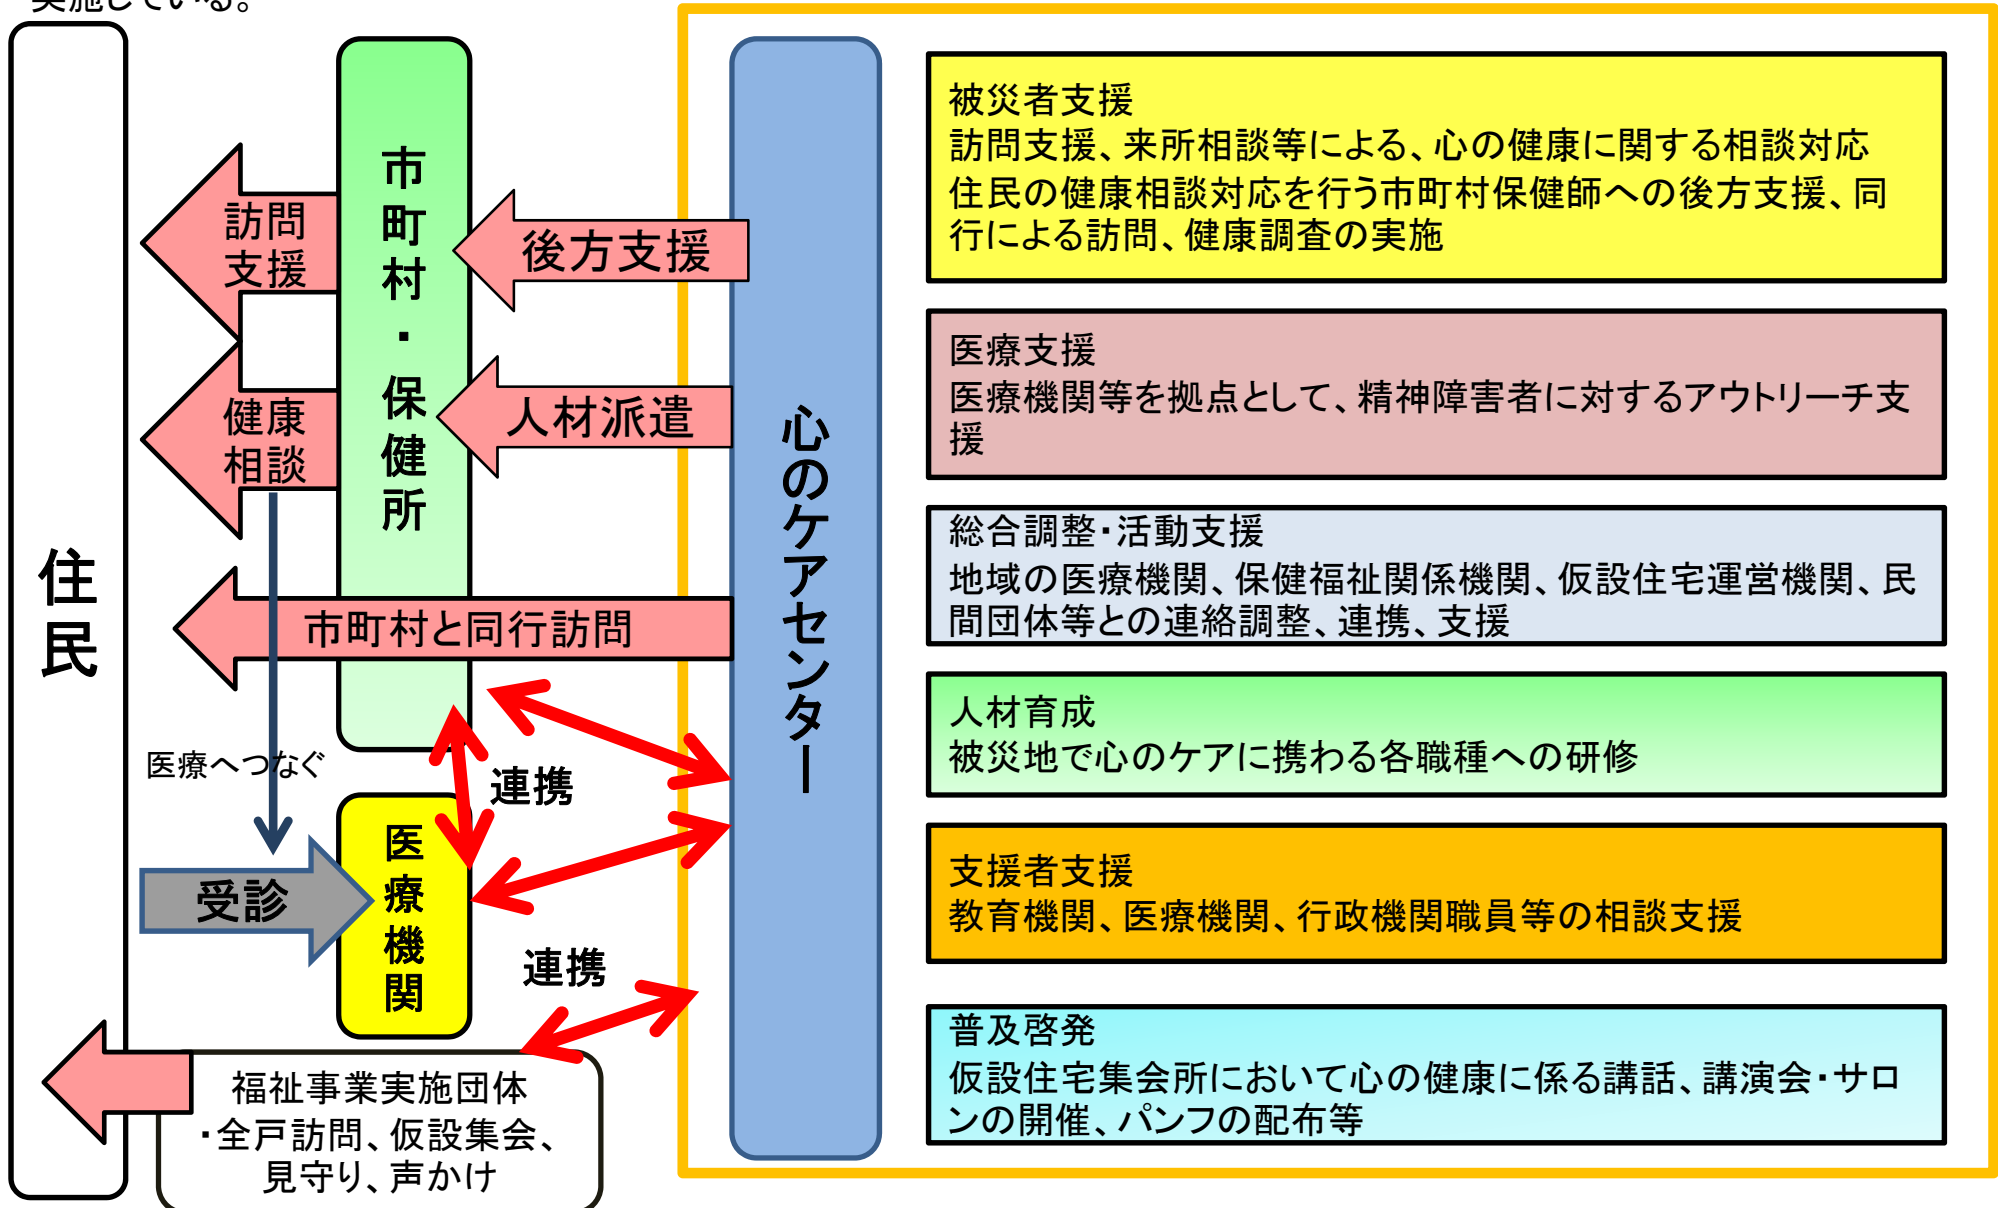 実施している。
住民
訪問
支援
健康
相談
市町村・保健所
後方支援
人材派遣
市町村と同行訪問
医療へつなぐ
受診
医療機関
連携
連携
福祉事業実施団体
・全戸訪問、仮設集会、
見守り、声かけ
心のケアセンター
被災者支援
訪問支援、来所相談等による、心の健康に関する相談対応
住民の健康相談対応を行う市町村保健師への後方支援、同
行による訪問、健康調査の実施
医療支援
医療機関等を拠点として、精神障害者に対するアウトリーチ支
援
総合調整・活動支援
地域の医療機関、保健福祉関係機関、仮設住宅運営機関、民
間団体等との連絡調整、連携、支援
人材育成
被災地で心のケアに携わる各職種への研修
支援者支援
教育機関、医療機関、行政機関職員等の相談支援
普及啓発
仮設住宅集会所において心の健康に係る講話、講演会・サロ
ンの開催、パンフの配布等